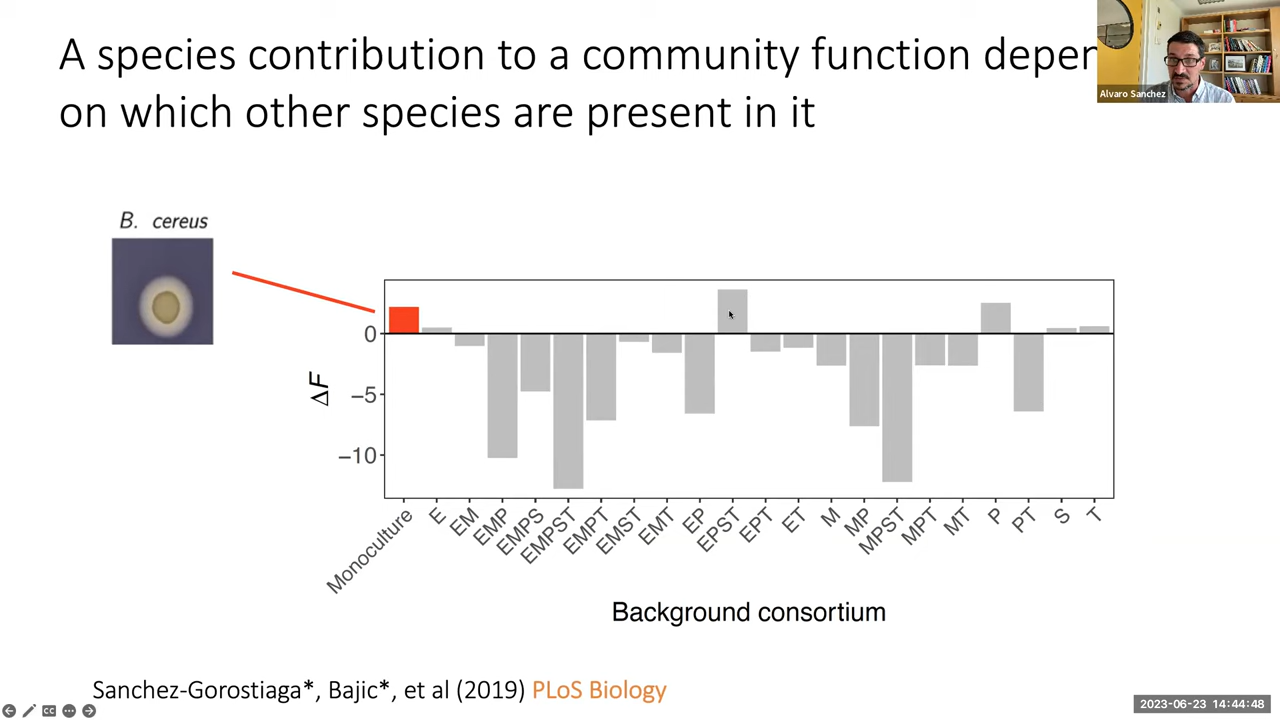 A species contribution to a community function depen
on which other species are present in it
Alvaro Sanchez
B. cereus
0
−5
−10
ΔF
Monoculture
E
EM
EMP
EMPS
EMPST
EMPT
EMST
EMT
EP
EPST
EPT
ET
M
MP
MPST
MPT
MT
P
PT
S
T
Background consortium
Sanchez-Gorostiaga*, Bajic*, et al (2019) PLoS Biology
CC
2023-06-23 14:44:48